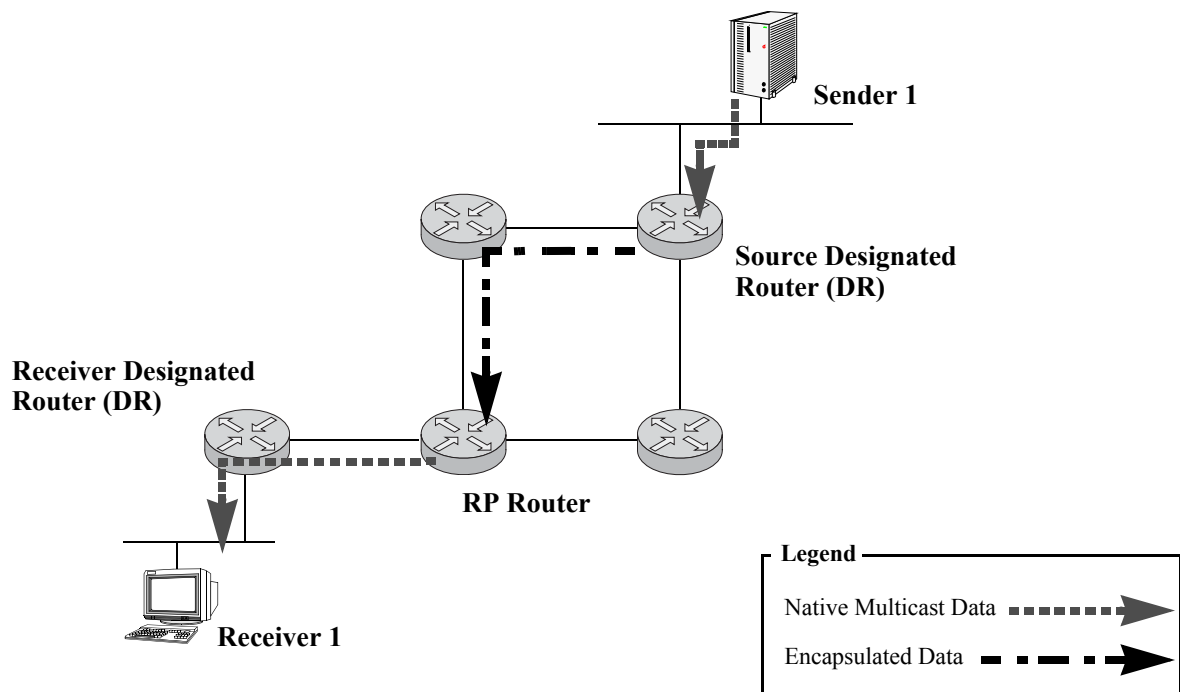 Sender 1
Source Designated
Router (DR)
Receiver Designated
Router (DR)
RP Router
Receiver 1
Legend
Native Multicast Data
Encapsulated Data